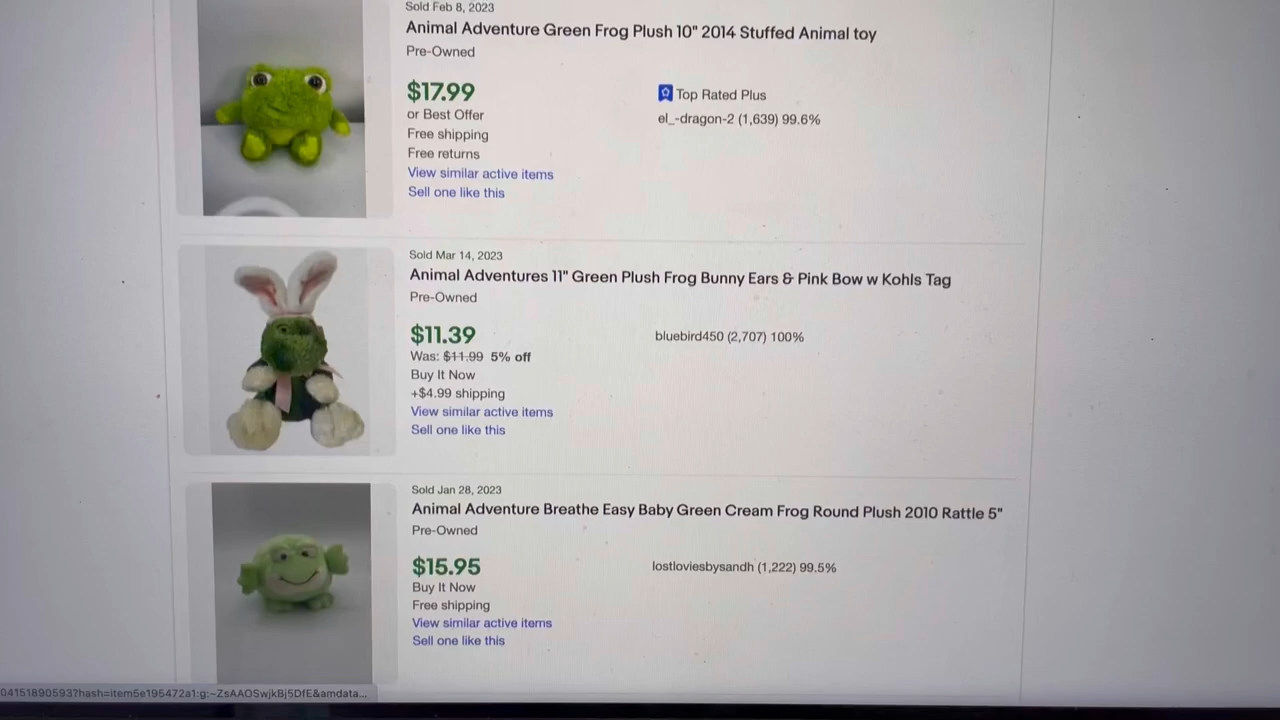 Sold Feb 8, 2023
Animal Adventure Green Frog Plush 10" 2014 Stuffed Animal toy
Pre-Owned
$17.99
or Best Offer
Free shipping
Free returns
View similar active items
Sell one like this
Top Rated Plus
el_-dragon-2 (1,639) 99.6%
Sold Mar 14, 2023
Animal Adventures 11" Green Plush Frog Bunny Ears & Pink Bow w Kohls Tag
Pre-Owned
$11.39
Was: $11.99 5% off
Buy It Now
+$4.99 shipping
View similar active items
Sell one like this
bluebird450 (2,707) 100%
Sold Jan 28, 2023
Animal Adventure Breathe Easy Baby Green Cream Frog Round Plush 2010 Rattle 5"
Pre-Owned
$15.95
Buy It Now
Free shipping
View similar active items
Sell one like this
lostloviesbysandh (1,222) 99.5%
04151890593?hash=item5e195472a1:g:~ZsAAOSwjkBj5DfE&amdata...